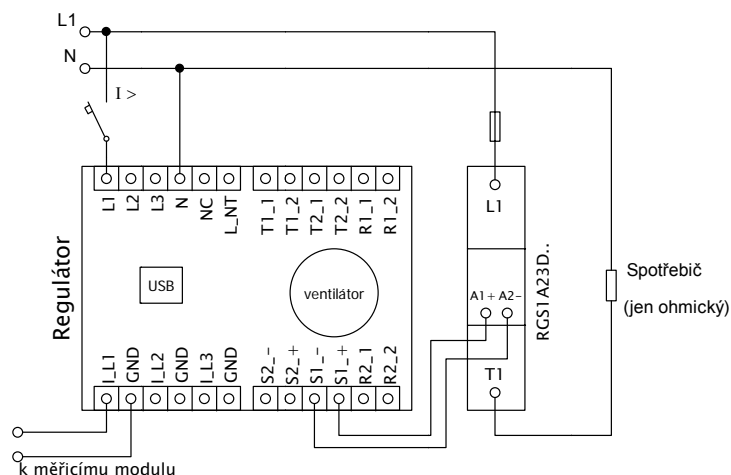 L1
N
I >
L1 L2 L3 N NC L_NT T1_1 T1_2 T2_1 T2_2 R1_1 R1_2
L1
Regulátor
USB
ventilátor
A1+ A2-
RGS1A23D..
Spotřebič
(jen ohmický)
I_L1 GND I_L2 GND I_L3 GND S2_- S2_+ S1_- S1_+ R2_1 R2_2
T1
k měřicímu modulu